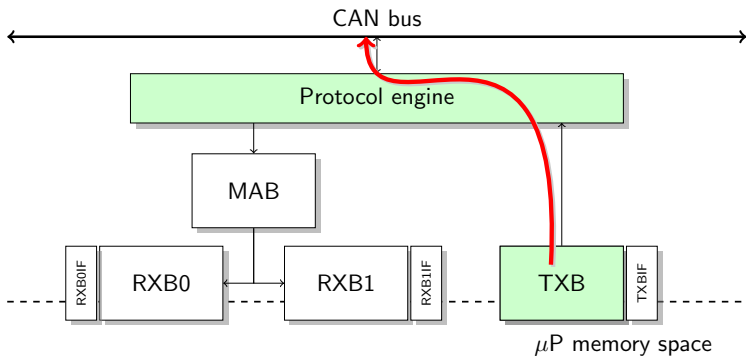 CAN bus
Protocol engine
MAB
RXB0IF
RXB0
RXB1
RXB1IF
TXB
TXBIF
μP memory space